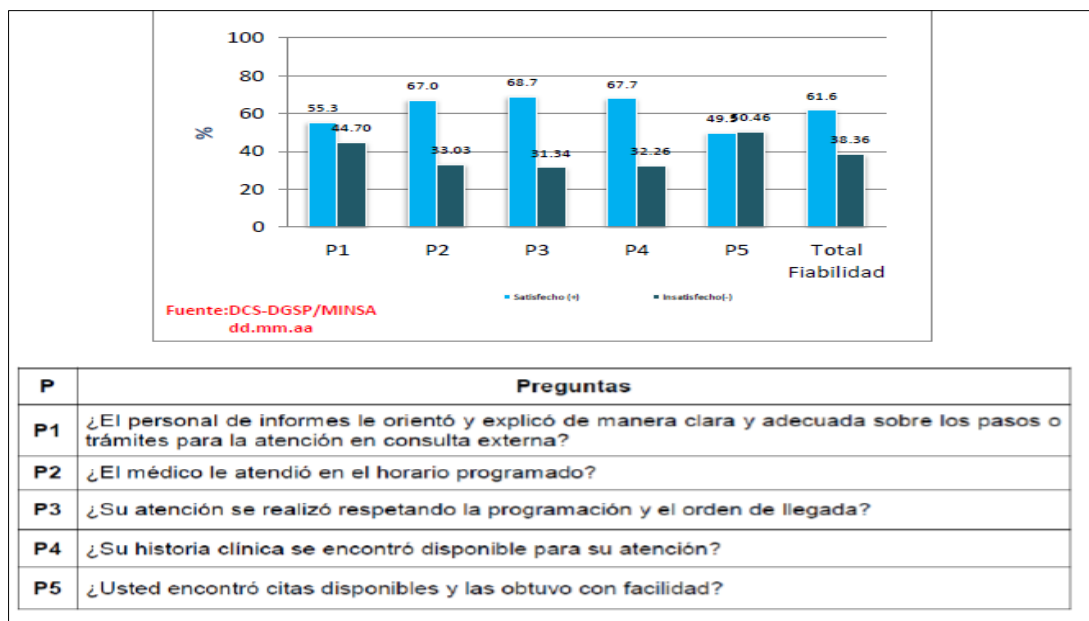 100
80
60
40
20
0
%
55.3
44.70
67.0
33.03
68.7
31.34
67.7
32.26
49.5
50.46
61.6
38.36
P1 P2 P3 P4 P5 Total
Fiabilidad
Satisfecho (+) Insatisfecho(-)
Fuente:DCS-DGSP/MINSA
dd.mm.aa
P Preguntas
P1 ¿El personal de informes le orientó y explicó de manera clara y adecuada sobre los pasos o
trámites para la atención en consulta externa?
P2 ¿El médico le atendió en el horario programado?
P3 ¿Su atención se realizó respetando la programación y el orden de llegada?
P4 ¿Su historia clínica se encontró disponible para su atención?
P5 ¿Usted encontró citas disponibles y las obtuvo con facilidad?